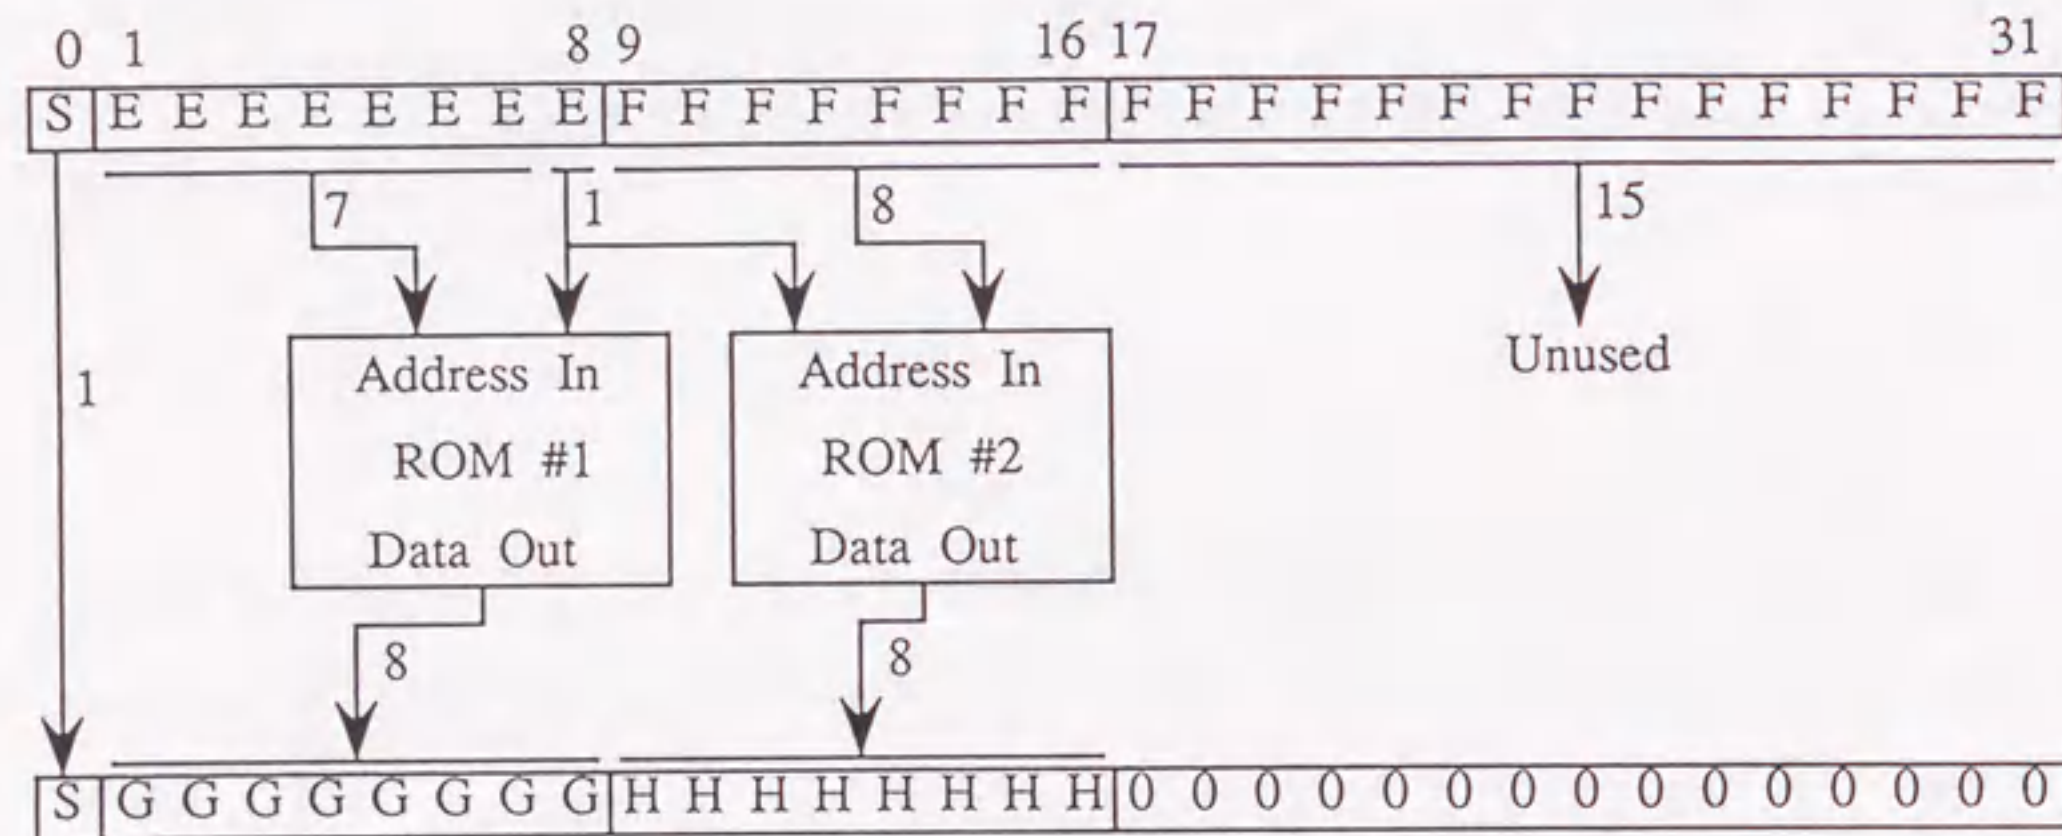 0 1 8 9 16 17 31
S E E E E E E E E F F F F F F F F F F F F F F F F F F F F F F F
7 1 8 15
1
Address In Address In Unused
ROM #1 ROM #2
Data Out Data Out
8 8
S G G G G G G G G H H H H H H H H 0 0 0 0 0 0 0 0 0 0 0 0 0 0 0